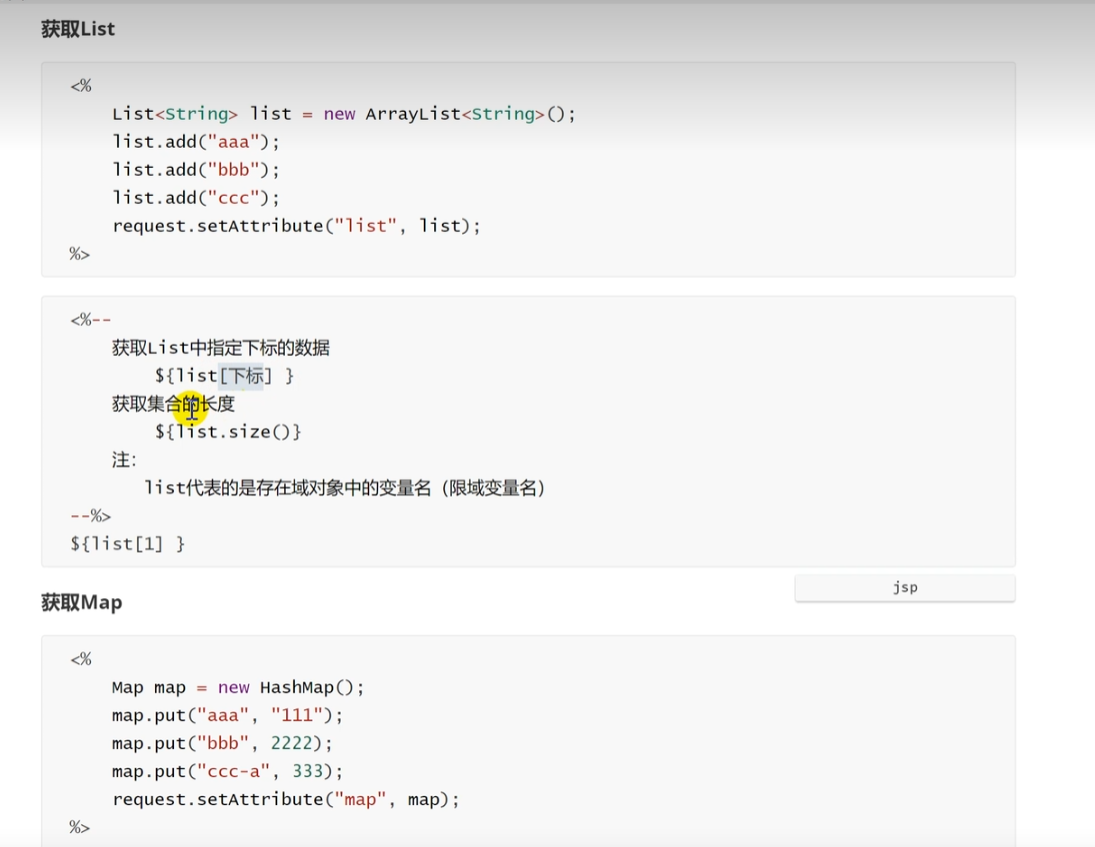 获取List
<%
List<String> list = new ArrayList<String>();
list.add("aaa");
list.add("bbb");
list.add("ccc");
request.setAttribute("list", list);
%>
<%--
获取List中指定下标的数据
${list[下标] }
获取集合的长度
${list.size()}
注：
list代表的是存在域对象中的变量名（限域变量名）
--%>
${list[1] }
jsp
获取Map
<%
Map map = new HashMap();
map.put("aaa", "111");
map.put("bbb", 2222);
map.put("ccc-a", 333);
request.setAttribute("map", map);
%>